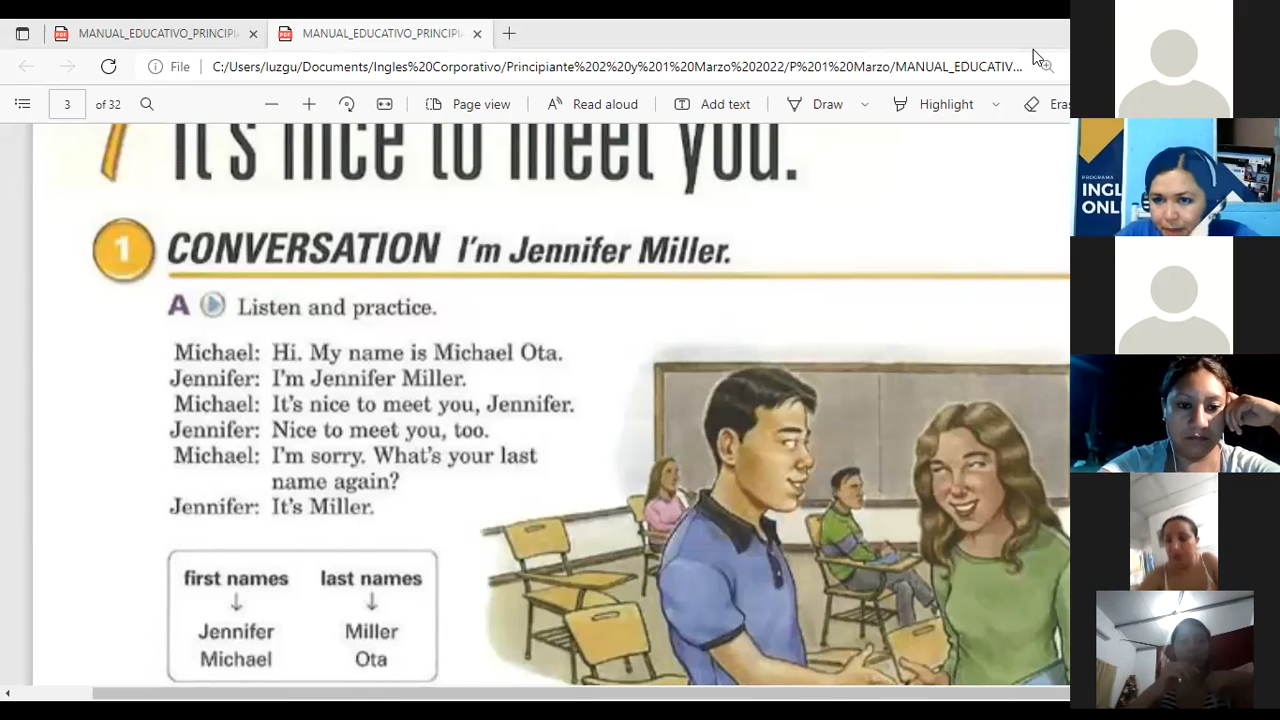 MANUAL_EDUCATIVO_PRINCIPI
MANUAL_EDUCATIVO_PRINCIPI
File
C:/Users/luzgu/Documents/Ingles%20Corporativo/Principiante%202%20y%201%20Marzo%202022/P%201%20Marzo/MANUAL_EDUCATIV...
3 of 32
Page view
Read aloud
Add text
Draw
Highlight
Eras
It's nice to meet you.
1 CONVERSATION I'm Jennifer Miller.
A Listen and practice.
Michael: Hi. My name is Michael Ota.
Jennifer: I'm Jennifer Miller.
Michael: It's nice to meet you, Jennifer.
Jennifer: Nice to meet you, too.
Michael: I'm sorry. What's your last
name again?
Jennifer: It's Miller.
first names last names
Jennifer Miller
Michael Ota
PROGRAMA
INGL
ONL